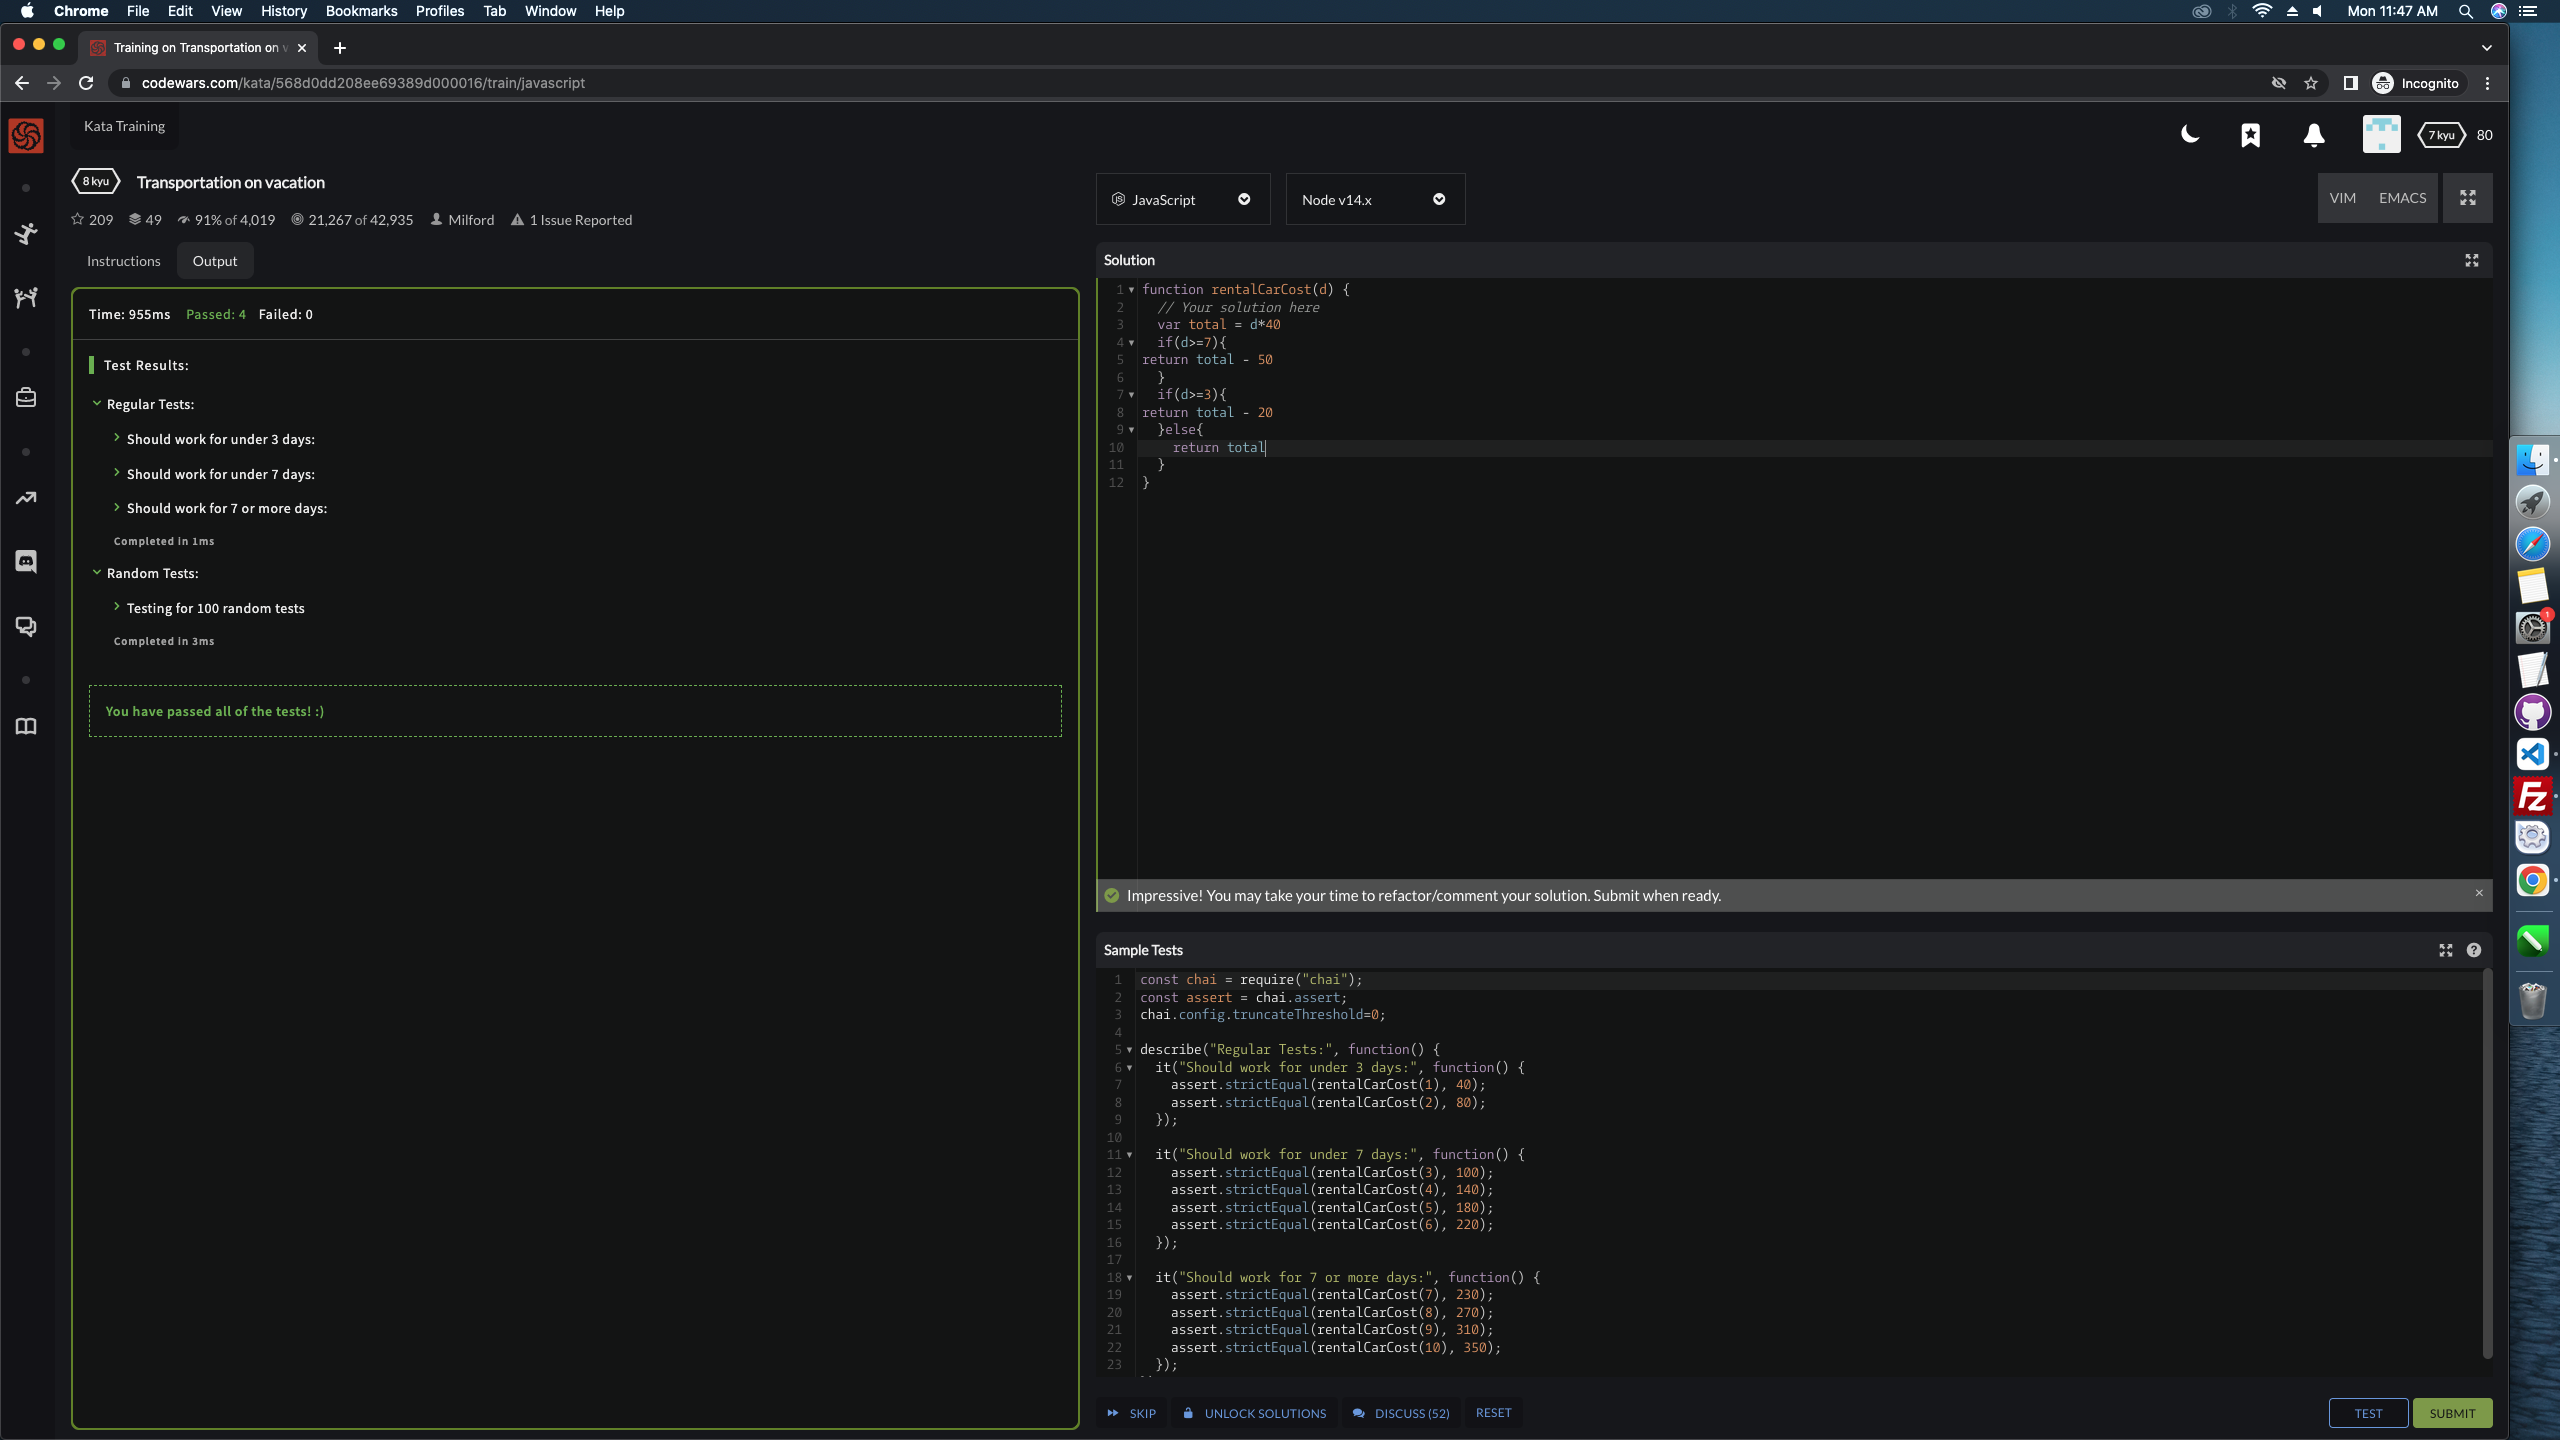 Chrome File Edit View History Bookmarks Profiles Tab Window Help
Mon 11:47 AM
Training on Transportation on v
codewars.com/kata/568d0dd208ee69389d000016/train/javascript
Incognito
Kata Training
7 kyu 80
8 kyu Transportation on vacation
209 49 91% of 4,019 21,267 of 42,935 Milford 1 Issue Reported
JavaScript
Node v14.x
VIM EMACS
Instructions Output
Time: 955ms Passed: 4 Failed: 0
Test Results:
Regular Tests:
Should work for under 3 days:
Should work for under 7 days:
Should work for 7 or more days:
Completed in 1ms
Random Tests:
Testing for 100 random tests
Completed in 3ms
You have passed all of the tests! :)
Solution
1 function rentalCarCost(d) {
2 // Your solution here
3 var total = d*40
4 if(d>=7){
5 return total - 50
6 }
7 if(d>=3){
8 return total - 20
9 }else{
10 return total
11 }
12 }
Impressive! You may take your time to refactor/comment your solution. Submit when ready.
Sample Tests
1 const chai = require("chai");
2 const assert = chai.assert;
3 chai.config.truncateThreshold=0;
4
5 describe("Regular Tests:", function() {
6 it("Should work for under 3 days:", function() {
7 assert.strictEqual(rentalCarCost(1), 40);
8 assert.strictEqual(rentalCarCost(2), 80);
9 });
10
11 it("Should work for under 7 days:", function() {
12 assert.strictEqual(rentalCarCost(3), 100);
13 assert.strictEqual(rentalCarCost(4), 140);
14 assert.strictEqual(rentalCarCost(5), 180);
15 assert.strictEqual(rentalCarCost(6), 220);
16 });
17
18 it("Should work for 7 or more days:", function() {
19 assert.strictEqual(rentalCarCost(7), 230);
20 assert.strictEqual(rentalCarCost(8), 270);
21 assert.strictEqual(rentalCarCost(9), 310);
22 assert.strictEqual(rentalCarCost(10), 350);
23 });
SKIP UNLOCK SOLUTIONS DISCUSS (52) RESET
TEST SUBMIT
1
Fz